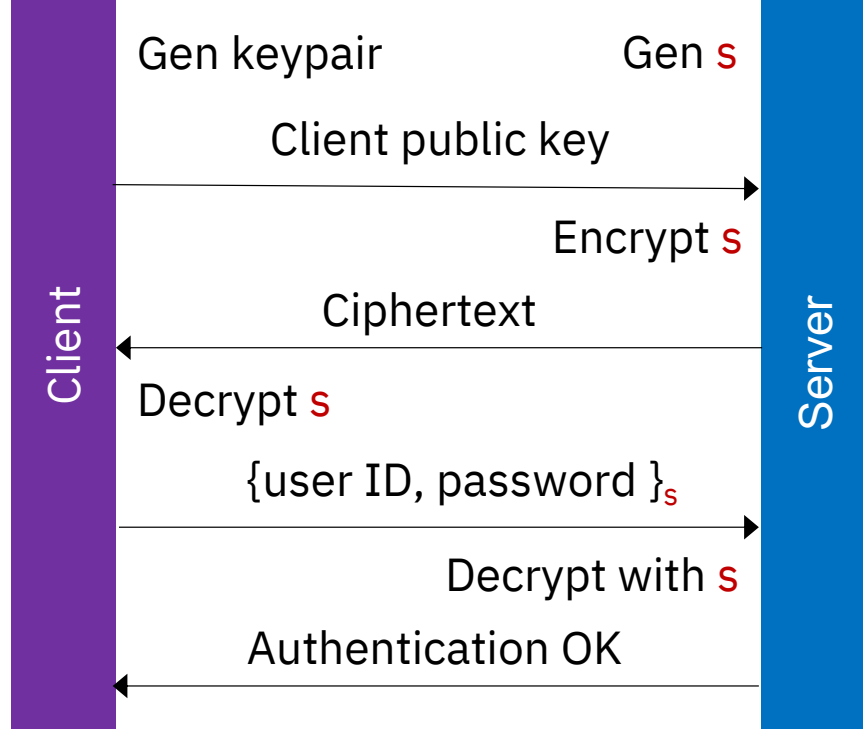 Gen keypair
Gen s
Client public key
Encrypt s
Ciphertext
Client
Server
Decrypt s
{user ID, password }s
Decrypt with s
Authentication OK